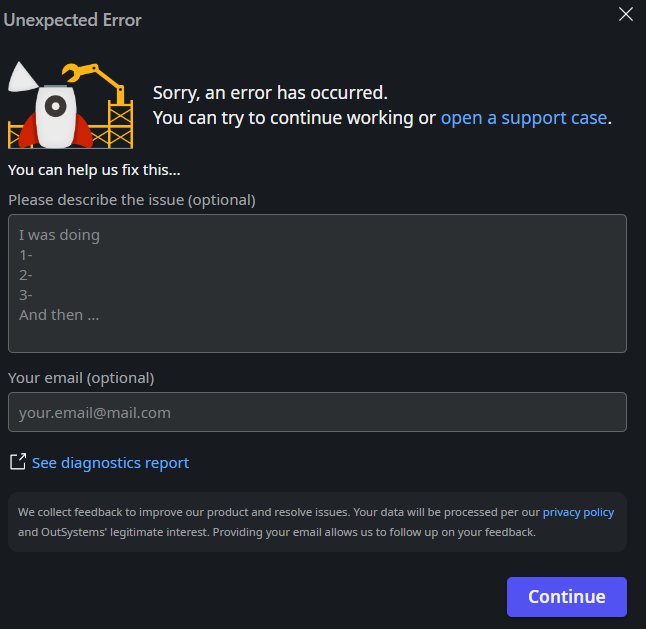 Unexpected Error
Sorry, an error has occurred.
You can try to continue working or open a support case.
You can help us fix this...
Please describe the issue (optional)
I was doing
1-
2-
3-
And then ...
Your email (optional)
your.email@mail.com
See diagnostics report
We collect feedback to improve our product and resolve issues. Your data will be processed per our privacy policy
and OutSystems' legitimate interest. Providing your email allows us to follow up on your feedback.
Continue